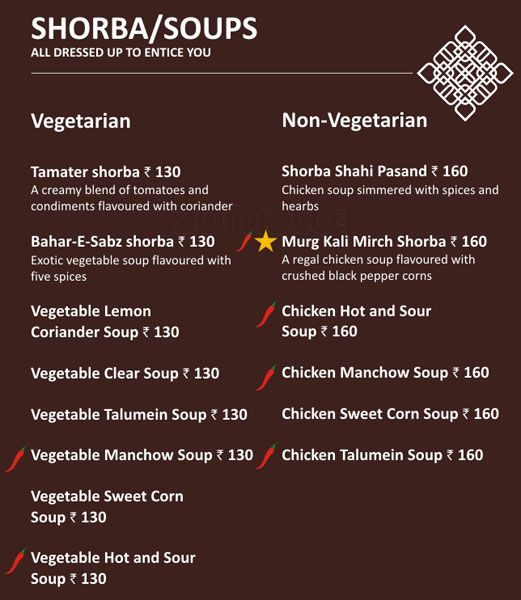 SHORBA/SOUPS
ALL DRESSED UP TO ENTICE YOU
Vegetarian
Tamater shorba ₹ 130
A creamy blend of tomatoes and
condiments flavoured with coriander
Bahar-E-Sabz shorba ₹ 130
Exotic vegetable soup flavoured with
five spices
Vegetable Lemon
Coriander Soup ₹ 130
Vegetable Clear Soup ₹ 130
Vegetable Talumein Soup ₹ 130
Vegetable Manchow Soup ₹ 130
Vegetable Sweet Corn
Soup ₹ 130
Vegetable Hot and Sour
Soup ₹ 130
Non-Vegetarian
Shorba Shahi Pasand ₹ 160
Chicken soup simmered with spices and
hearbs
Murg Kali Mirch Shorba ₹ 160
A regal chicken soup flavoured with
crushed black pepper corns
Chicken Hot and Sour
Soup ₹ 160
Chicken Manchow Soup ₹ 160
Chicken Sweet Corn Soup ₹ 160
Chicken Talumein Soup ₹ 160
zomato